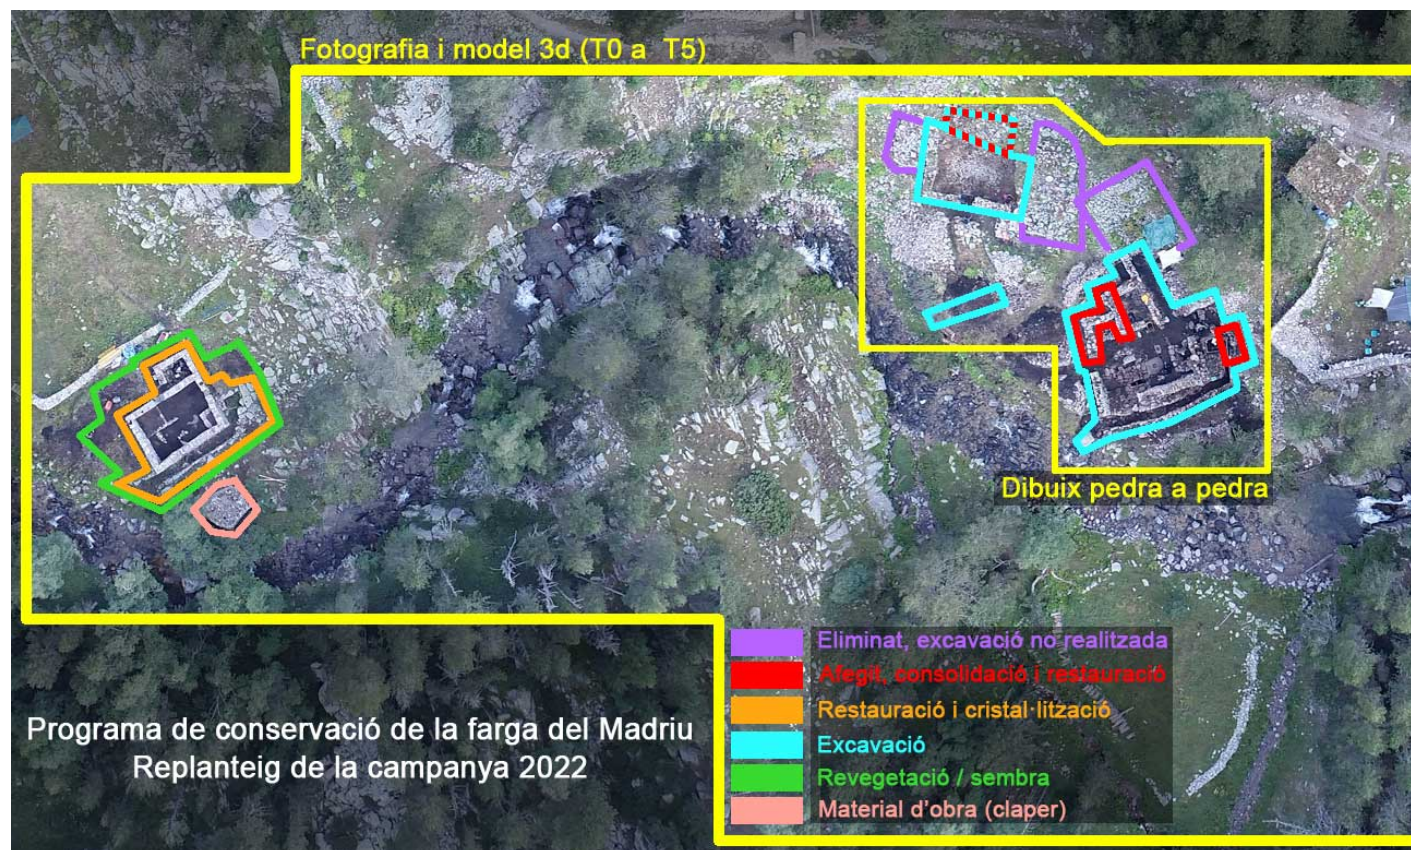 Fotografia i model 3d (T0 a T5)
Dibuix pedra a pedra
Eliminat, excavació no realitzada
Afegit, consolidació i restauració
Restauració i cristal·lització
Excavació
Revegetació / sembra
Material d'obra (claper)
Programa de conservació de la farga del Madriu
Replanteig de la campanya 2022